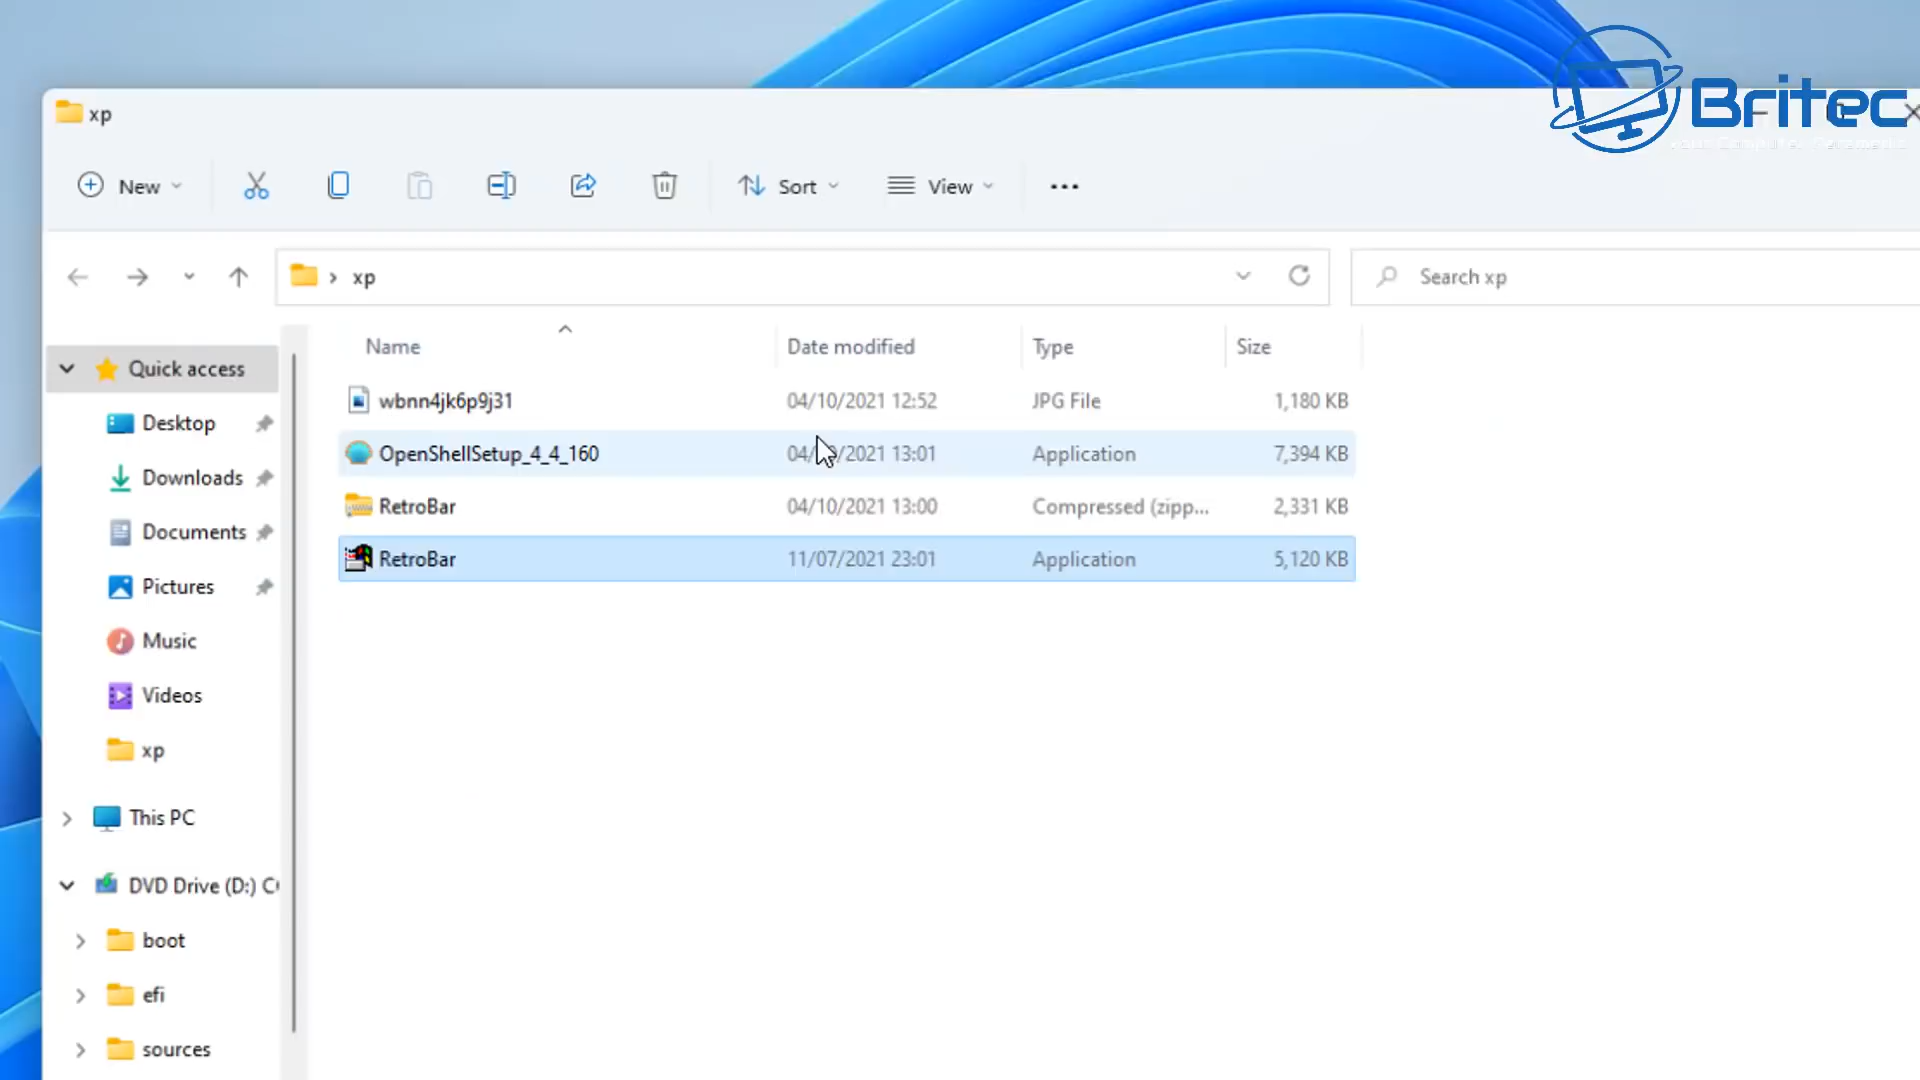 Britec
xp
New
Sort
View
xp
Search xp
Name
Date modified
Type
Size
Quick access
wbnn4jk6p9j31
04/10/2021 12:52
JPG File
1,180 KB
Desktop
OpenShellSetup_4_4_160
2021 13:01
Application
7,394 KB
Downloads
RetroBar
04/10/2021 13:00
Compressed (zipp...
2,331 KB
Documents
RetroBar
11/07/2021 23:01
Application
5,120 KB
Pictures
Music
Videos
xp
This PC
DVD Drive (D:)
boot
efi
sources